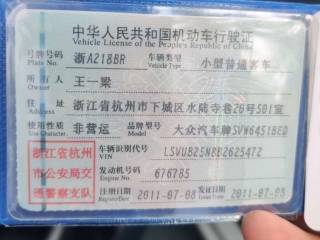 中华人民共和国机动车行驶证
Vehicle License of the People's Republic of China
号牌号码 Plate No. 浙A218BR 车辆类型 Vehicle Type 小型普通客车
所有人 Owner 王一梁
住址 Address 浙江省杭州市下城区水陆寺巷26号501室
使用性质 Use Character 非营运 品牌型号 Model 大众汽车牌SVW6451BED
浙江省杭州
市公安局交
通警察支队
车辆识别代号 VIN LSVUB25N8B2625472
发动机号码 Engine No. 676785
注册日期 Register Date 2011-07-08 发证日期 Issue Date 2011-07-08